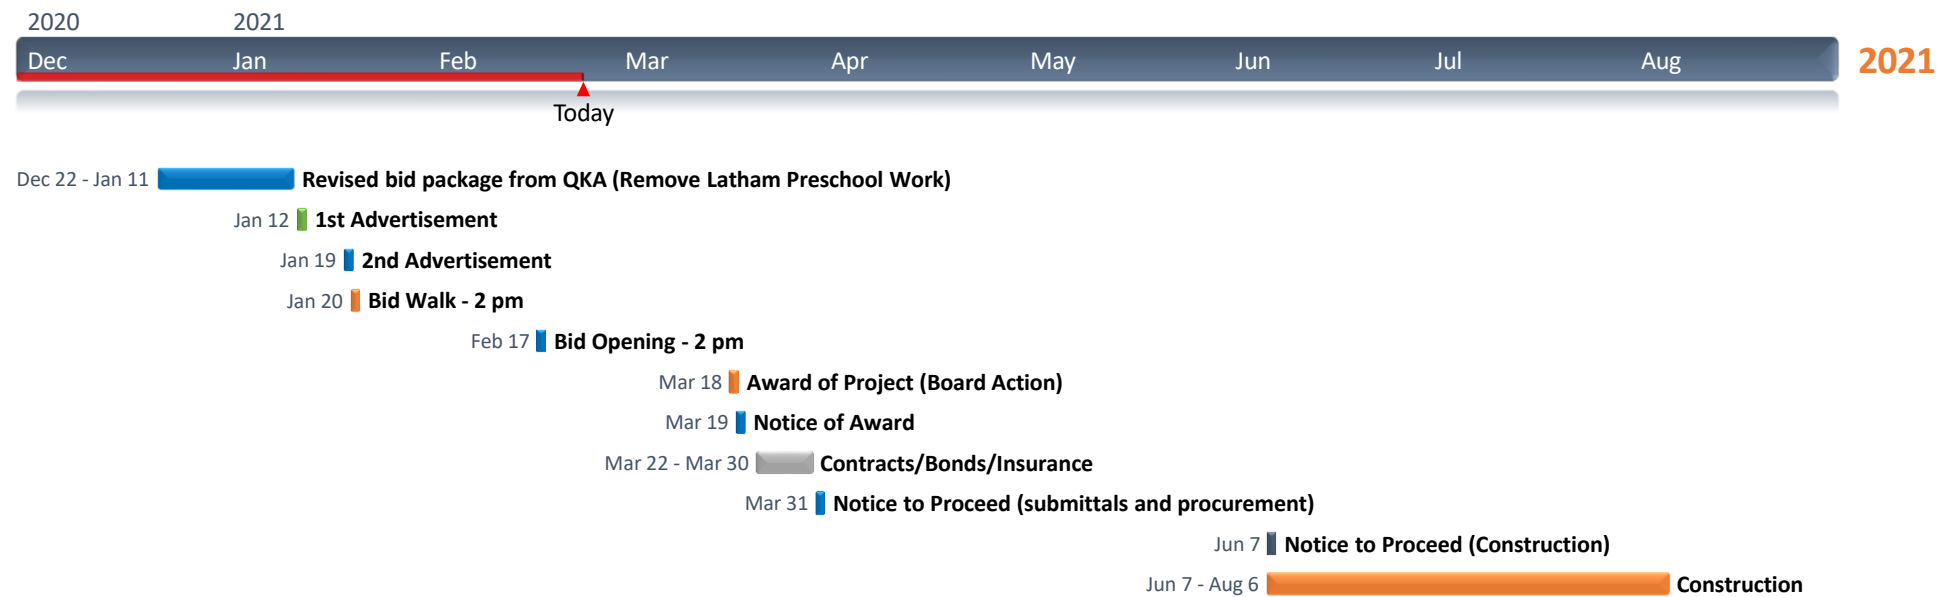 2020 2021
Dec Jan Feb Mar Apr May Jun Jul Aug 2021
Today
Dec 22 - Jan 11 Revised bid package from QKA (Remove Latham Preschool Work)
Jan 12 1st Advertisement
Jan 19 2nd Advertisement
Jan 20 Bid Walk - 2 pm
Feb 17 Bid Opening - 2 pm
Mar 18 Award of Project (Board Action)
Mar 19 Notice of Award
Mar 22 - Mar 30 Contracts/Bonds/Insurance
Mar 31 Notice to Proceed (submittals and procurement)
Jun 7 Notice to Proceed (Construction)
Jun 7 - Aug 6 Construction